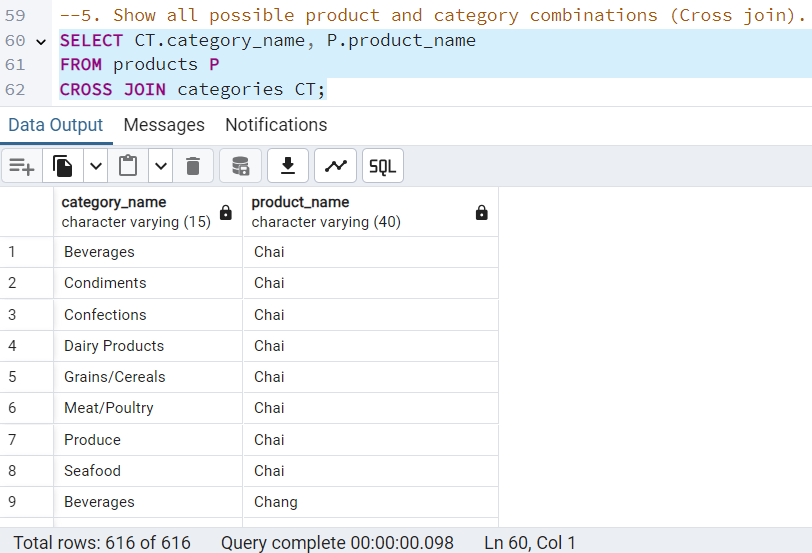 59 --5. Show all possible product and category combinations (Cross join).
60 SELECT CT.category_name, P.product_name
61 FROM products P
62 CROSS JOIN categories CT;
Data Output Messages Notifications
SQL
category_name product_name
character varying (15) character varying (40)
1 Beverages Chai
2 Condiments Chai
3 Confections Chai
4 Dairy Products Chai
5 Grains/Cereals Chai
6 Meat/Poultry Chai
7 Produce Chai
8 Seafood Chai
9 Beverages Chang
Total rows: 616 of 616 Query complete 00:00:00.098 Ln 60, Col 1